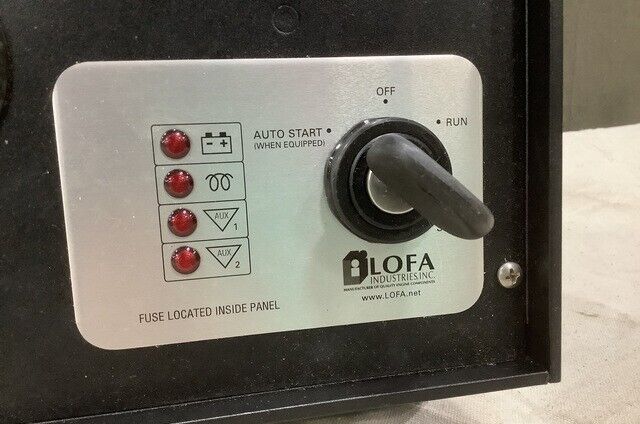 OFF
RUN
AUTO START
(WHEN EQUIPPED)
AUX
1
AUX
2
LOFA
INDUSTRIES, INC.
MANUFACTURER OF QUALITY ENGINE COMPONENTS
www.LOFA.net
FUSE LOCATED INSIDE PANEL